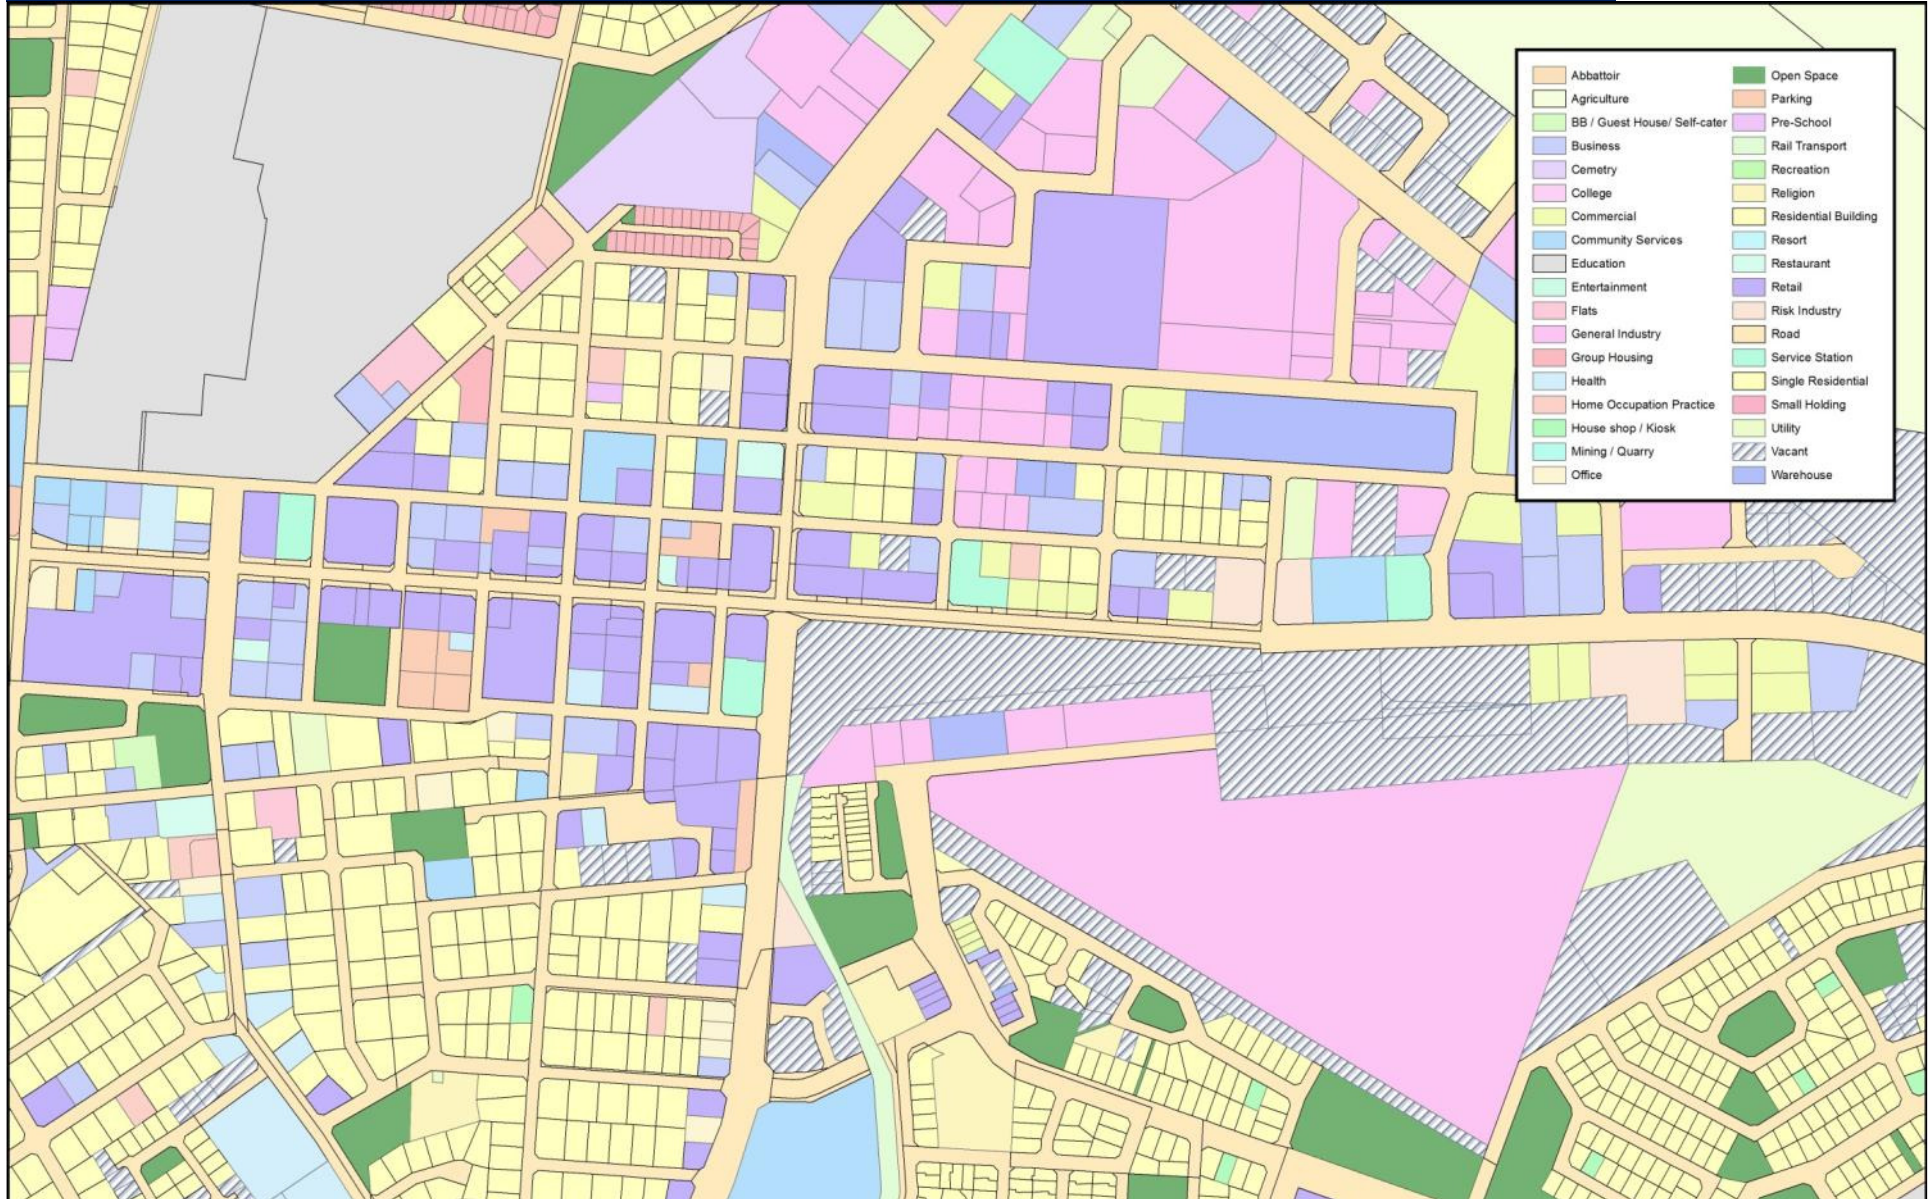 Abbattoir
Agriculture
BB / Guest House/ Self-cater
Business
Cemetry
College
Commercial
Community Services
Education
Entertainment
Flats
General Industry
Group Housing
Health
Home Occupation Practice
House shop / Kiosk
Mining / Quarry
Office
Open Space
Parking
Pre-School
Rail Transport
Recreation
Religion
Residential Building
Resort
Restaurant
Retail
Risk Industry
Road
Service Station
Single Residential
Small Holding
Utility
Vacant
Warehouse